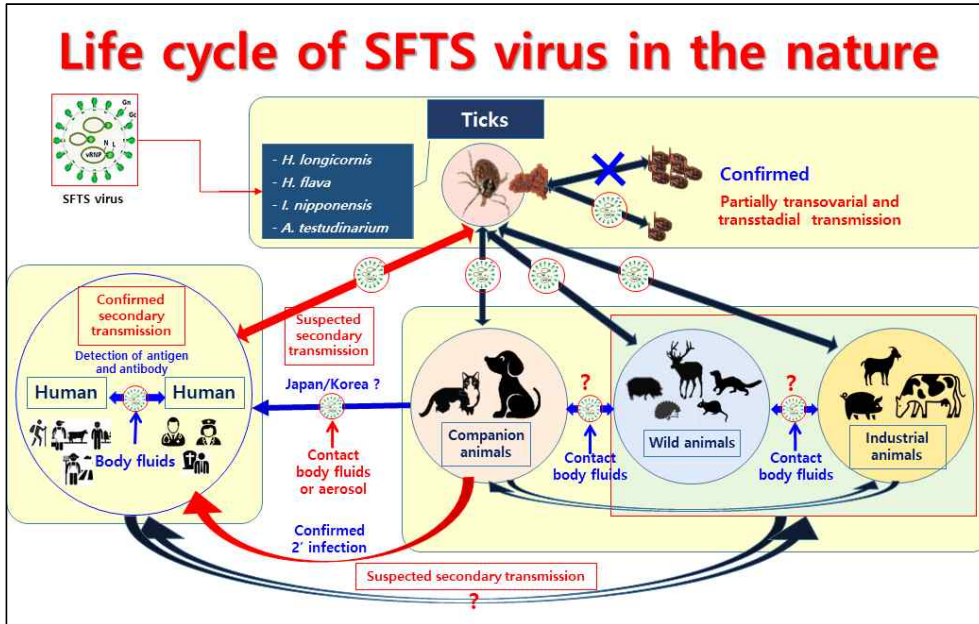 Life cycle of SFTS virus in the nature
Gn
Gc
N L
vRNP
SFTS virus
Ticks
- H. longicornis
- H. flava
- I. nipponensis
- A. testudinarium
Confirmed
Partially transovarial and
transstadial transmission
Confirmed
secondary
transmission
Detection of antigen
and antibody
Human
Human
Body fluids
Suspected
secondary
transmission
Japan/Korea ?
Contact
body fluids
or aerosol
Confirmed
2' infection
Companion
animals
?
Contact
body fluids
Wild animals
?
Contact
body fluids
Industrial
animals
Suspected secondary transmission
?